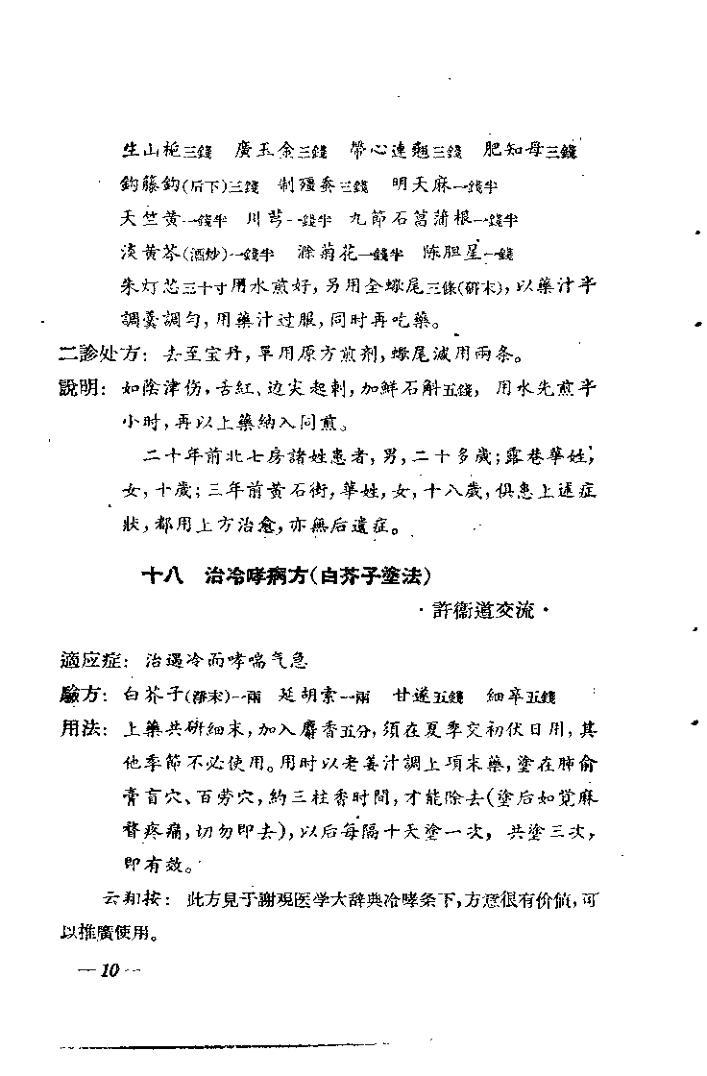 生山梔三錢　廣玉金三錢　帶心連翹三錢　肥知母三錢
鈎籐鈎(后下)三錢　制殭蚕三錢　明天麻一錢半
天竺黄一錢半　川芎一錢半　九節石菖蒲根一錢半
淡黄芩(酒炒)一錢半　滁菊花一錢半　陈胆星一錢
朱灯芯三十寸用水煎好,另用全蝎尾三條(研末),以藥汁半
調羹調匀,用藥汁过服,同时再吃藥。
二診处方：去至宝丹,單用原方煎剂,蝎尾減用兩条。
說明：如陰津伤,舌紅、边尖起刺,加鮮石斛五錢,用水先煎半
小时,再以上藥納入同煎。
二十年前北七房諸姓患者,男,二十多歲;露巷華姓,
女,十歲;三年前黄石街,華姓,女,十八歲,俱患上述症
狀,都用上方治愈,亦無后遺症。
十八　治冷哮病方(白芥子塗法)
·許衞道交流·
適应症：治遇冷而哮喘气急
驗方：白芥子(淨末)一兩　延胡索一兩　甘遂五錢　細辛五錢
用法：上藥共研細末,加入麝香五分,須在夏季交初伏日用,其
他季節不必使用。用时以老姜汁調上項末藥,塗在肺俞
膏盲穴、百劳穴,約三柱香时間,才能除去(塗后如觉麻
瞀疼痛,切勿即去),以后每隔十天塗一次,共塗三次,
即有效。
云翔按：此方見于謝观医学大辞典冷哮条下,方意很有价值,可
以推廣使用。
—10—